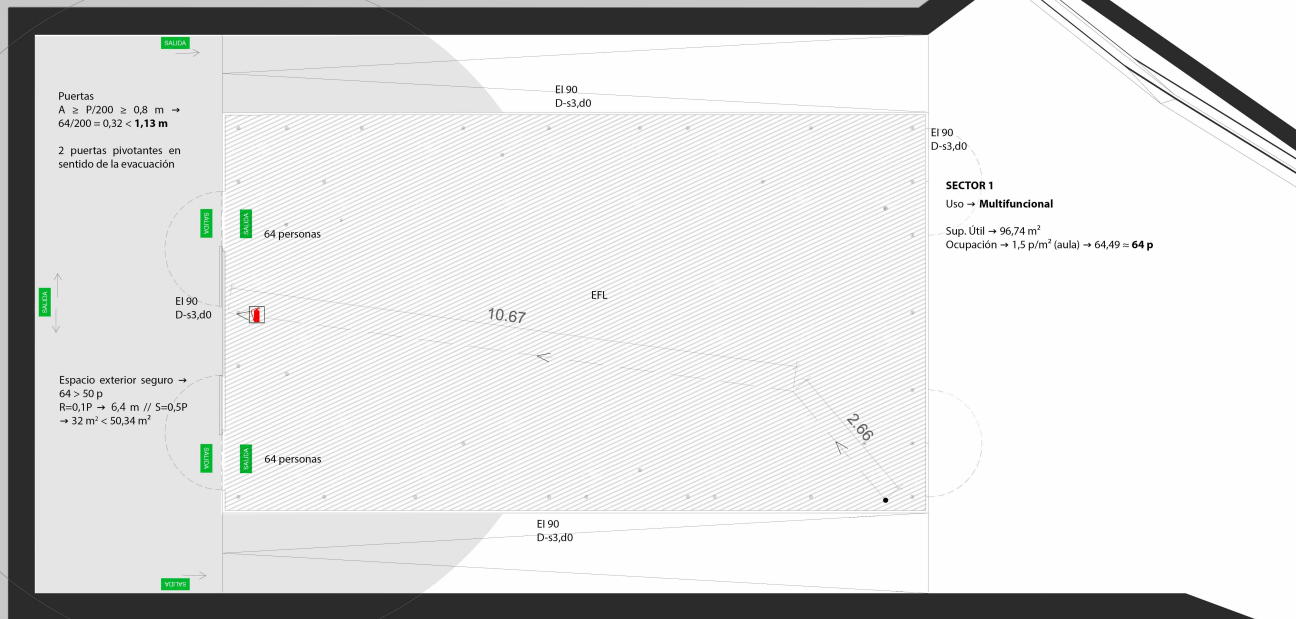 SALIDA
Puertas
A ≥ P/200 ≥ 0,8 m →
64/200 = 0,32 < 1,13 m
2 puertas pivotantes en
sentido de la evacuación
EI 90
D-s3,d0
EI 90
D-s3,d0
SECTOR 1
Uso → Multifuncional
Sup. Útil → 96,74 m²
Ocupación → 1,5 p/m² (aula) → 64,49 ≈ 64 p
SALIDA
SALIDA
64 personas
SALIDA
EI 90
D-s3,d0
EFL
10.67
Espacio exterior seguro →
64 > 50 p
R=0,1P → 6,4 m // S=0,5P
→ 32 m² < 50,34 m²
2.66
SALIDA
SALIDA
64 personas
EI 90
D-s3,d0
SALIDA